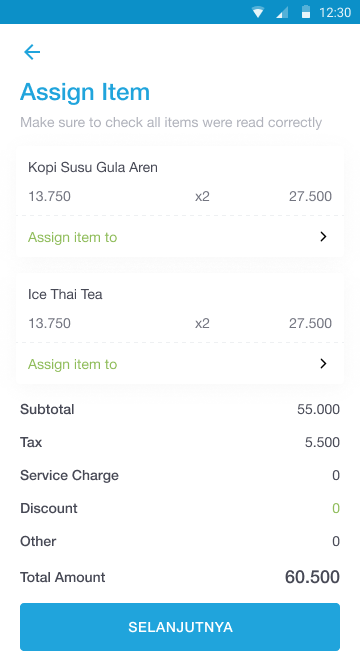 12:30
Assign Item
Make sure to check all items were read correctly
Kopi Susu Gula Aren
13.750 x2 27.500
Assign item to
Ice Thai Tea
13.750 x2 27.500
Assign item to
Subtotal 55.000
Tax 5.500
Service Charge 0
Discount 0
Other 0
Total Amount 60.500
SELANJUTNYA